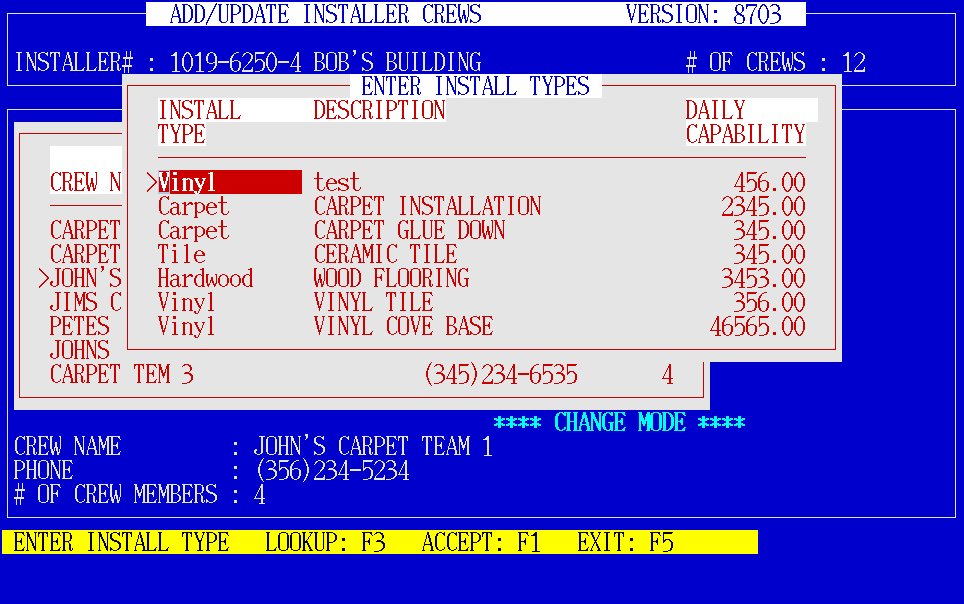 ADD/UPDATE INSTALLER CREWS VERSION: 8703
INSTALLER# : 1019-6250-4 BOB'S BUILDING # OF CREWS : 12
ENTER INSTALL TYPES
INSTALL DESCRIPTION DAILY
TYPE CAPABILITY
CREW N >Vinyl test 456.00
Carpet CARPET INSTALLATION 2345.00
CARPET Carpet CARPET GLUE DOWN 345.00
CARPET Tile CERAMIC TILE 345.00
>JOHN'S Hardwood WOOD FLOORING 3453.00
JIMS C Vinyl VINYL TILE 356.00
PETES Vinyl VINYL COVE BASE 46565.00
JOHNS
CARPET TEM 3 (345)234-6535 4
**** CHANGE MODE ****
CREW NAME : JOHN'S CARPET TEAM 1
PHONE : (356)234-5234
# OF CREW MEMBERS : 4
ENTER INSTALL TYPE LOOKUP: F3 ACCEPT: F1 EXIT: F5